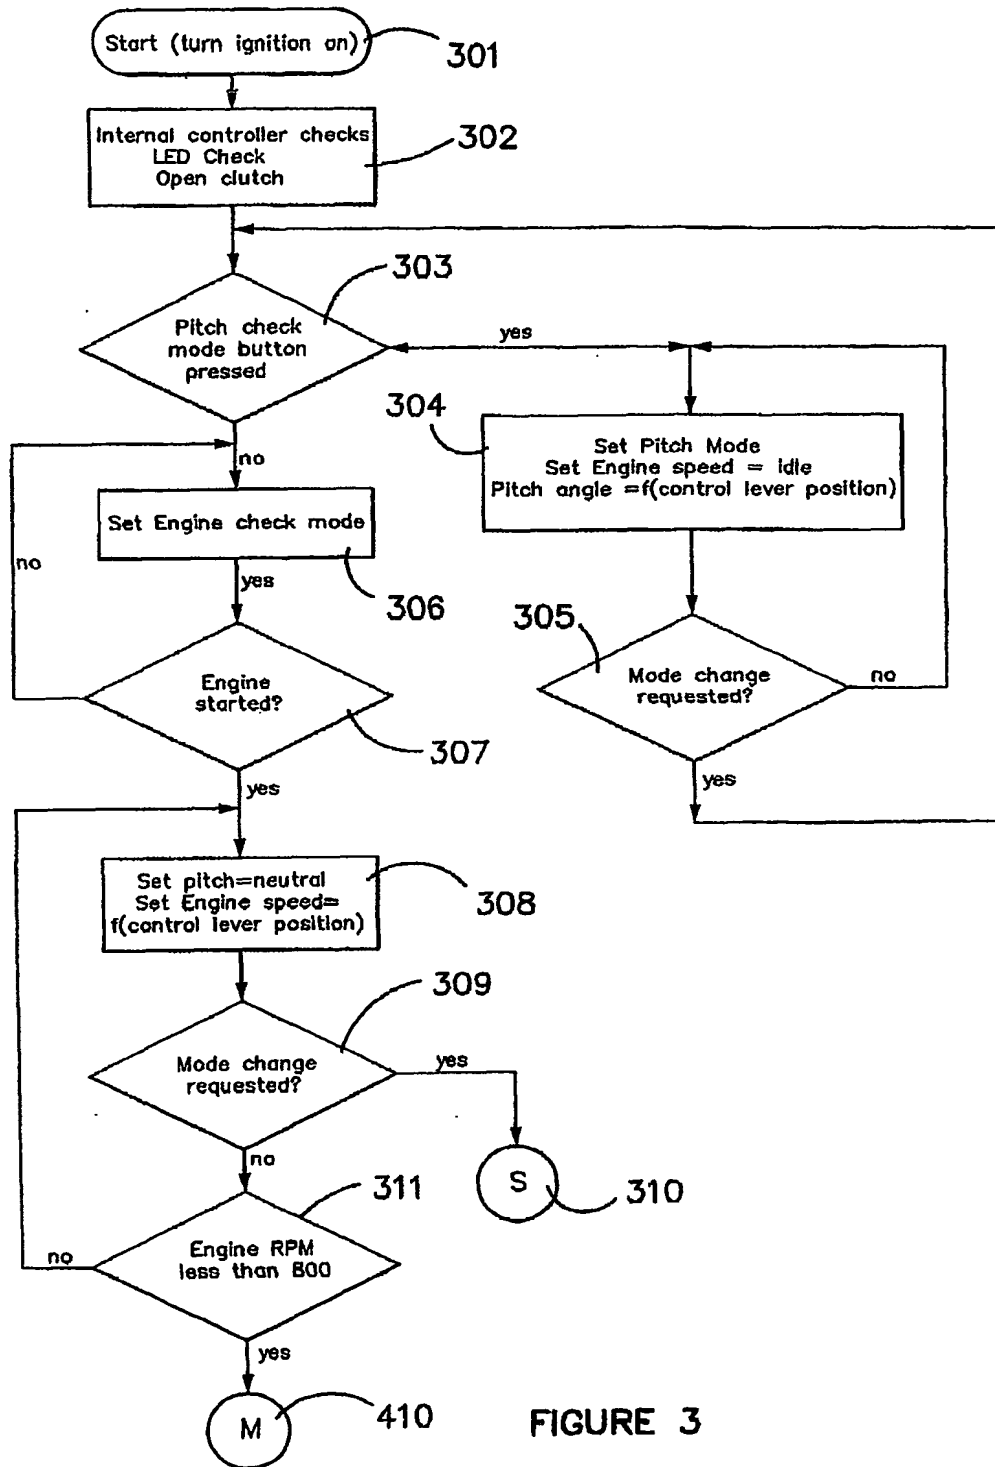 Start (turn ignition on)
301
Internal controller checks
LED Check
Open clutch
302
303
Pitch check
mode button
pressed
yes
304
Set Pitch Mode
Set Engine speed = idle
Pitch angle =f(control lever position)
no
Set Engine check mode
no
yes
306
305
Mode change
requested?
no
Engine
started?
307
yes
yes
Set pitch=neutral
Set Engine speed=
f(control lever position)
308
309
Mode change
requested?
yes
no
S
310
311
Engine RPM
less than 800
no
yes
M
410
FIGURE 3